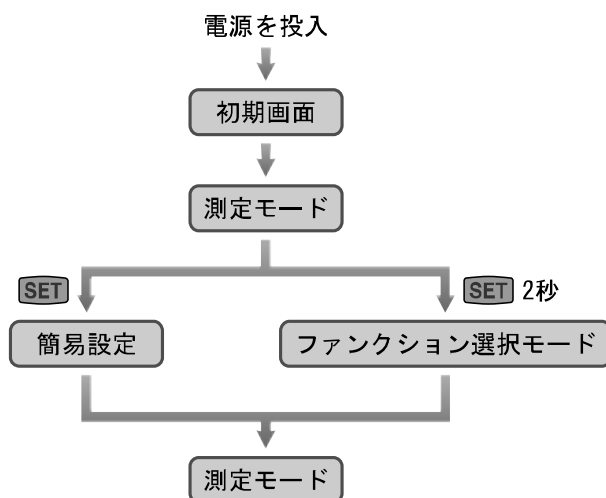 電源を投入
初期画面
測定モード
SET
SET 2秒
簡易設定
ファンクション選択モード
測定モード